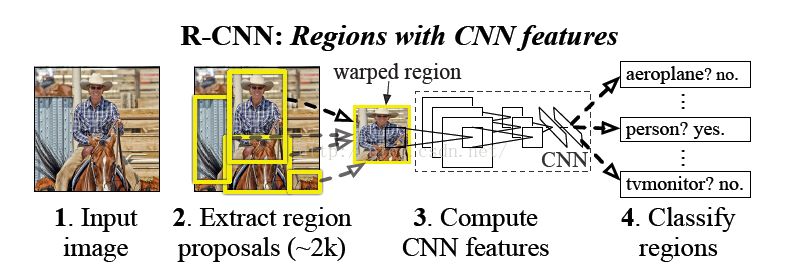 R-CNN: Regions with CNN features
warped region
aeroplane? no.
person? yes.
CNN
tvmonitor? no.
1. Input
image
2. Extract region
proposals (~2k)
3. Compute
CNN features
4. Classify
regions